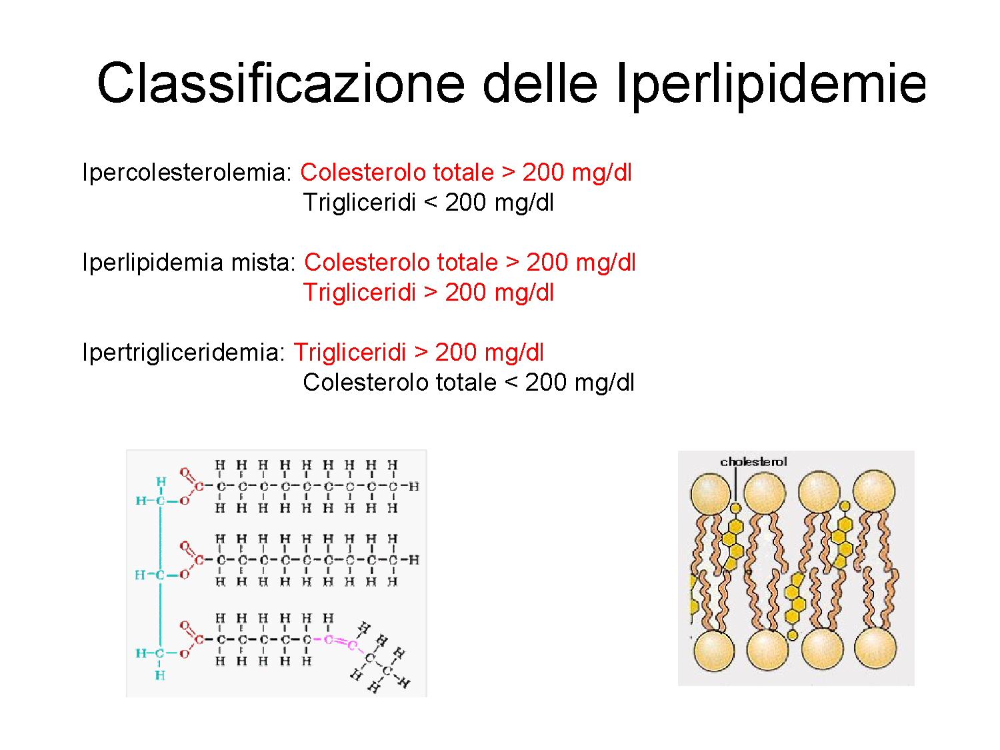 Classificazione delle Iperlipidemie
Ipercolesterolemia: Colesterolo totale > 200 mg/dl
Trigliceridi < 200 mg/dl
Iperlipidemia mista: Colesterolo totale > 200 mg/dl
Trigliceridi > 200 mg/dl
Ipertrigliceridemia: Trigliceridi > 200 mg/dl
Colesterolo totale < 200 mg/dl
H H H H H H H H H
O
H
C-C-C-C-C-C-C-C-C-C-H
H-C-O
H H H H H H H H H
H H H H H H H H H
O
C-C-C-C-C-C-C-C-C-C-H
H-C-O
H H H H H H H H H
H H H H H H
O
H
H
H
C-C-C-C-C-C-C=C
C
H-C-O
H H H H H
C
H
H
H
H
cholesterol